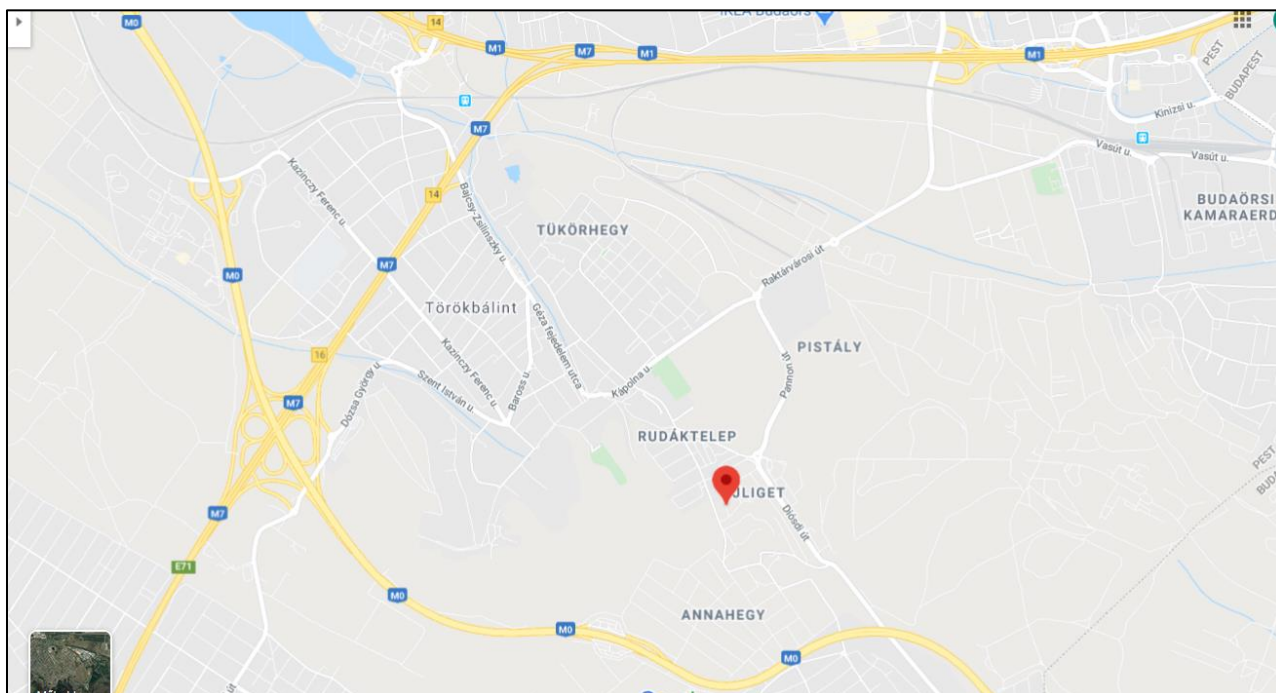 M0
14
IKEA Budaörs
M1
M7
M1
M1
PEST
BUDAPEST
Kinizsi u.
M7
Vasút u.
Vasút u.
Kazinczy Ferenc u.
14
Bajcsy-Zsilinszky u.
BUDAÖRSI
KAMARAERD
TÜKÖRHEGY
M0
M7
Raktárvárosi út
Törökbálint
Géza fejedelem utca
Kazinczy Ferenc u.
16
PISTÁLY
Pannon út
Dózsa György u.
Szent István u.
Baross u.
Kápolna u.
M7
RUDÁKTELEP
PEST
M7
LIGET
Diósdi út
E71
M0
ANNAHEGY
M0
M0
út